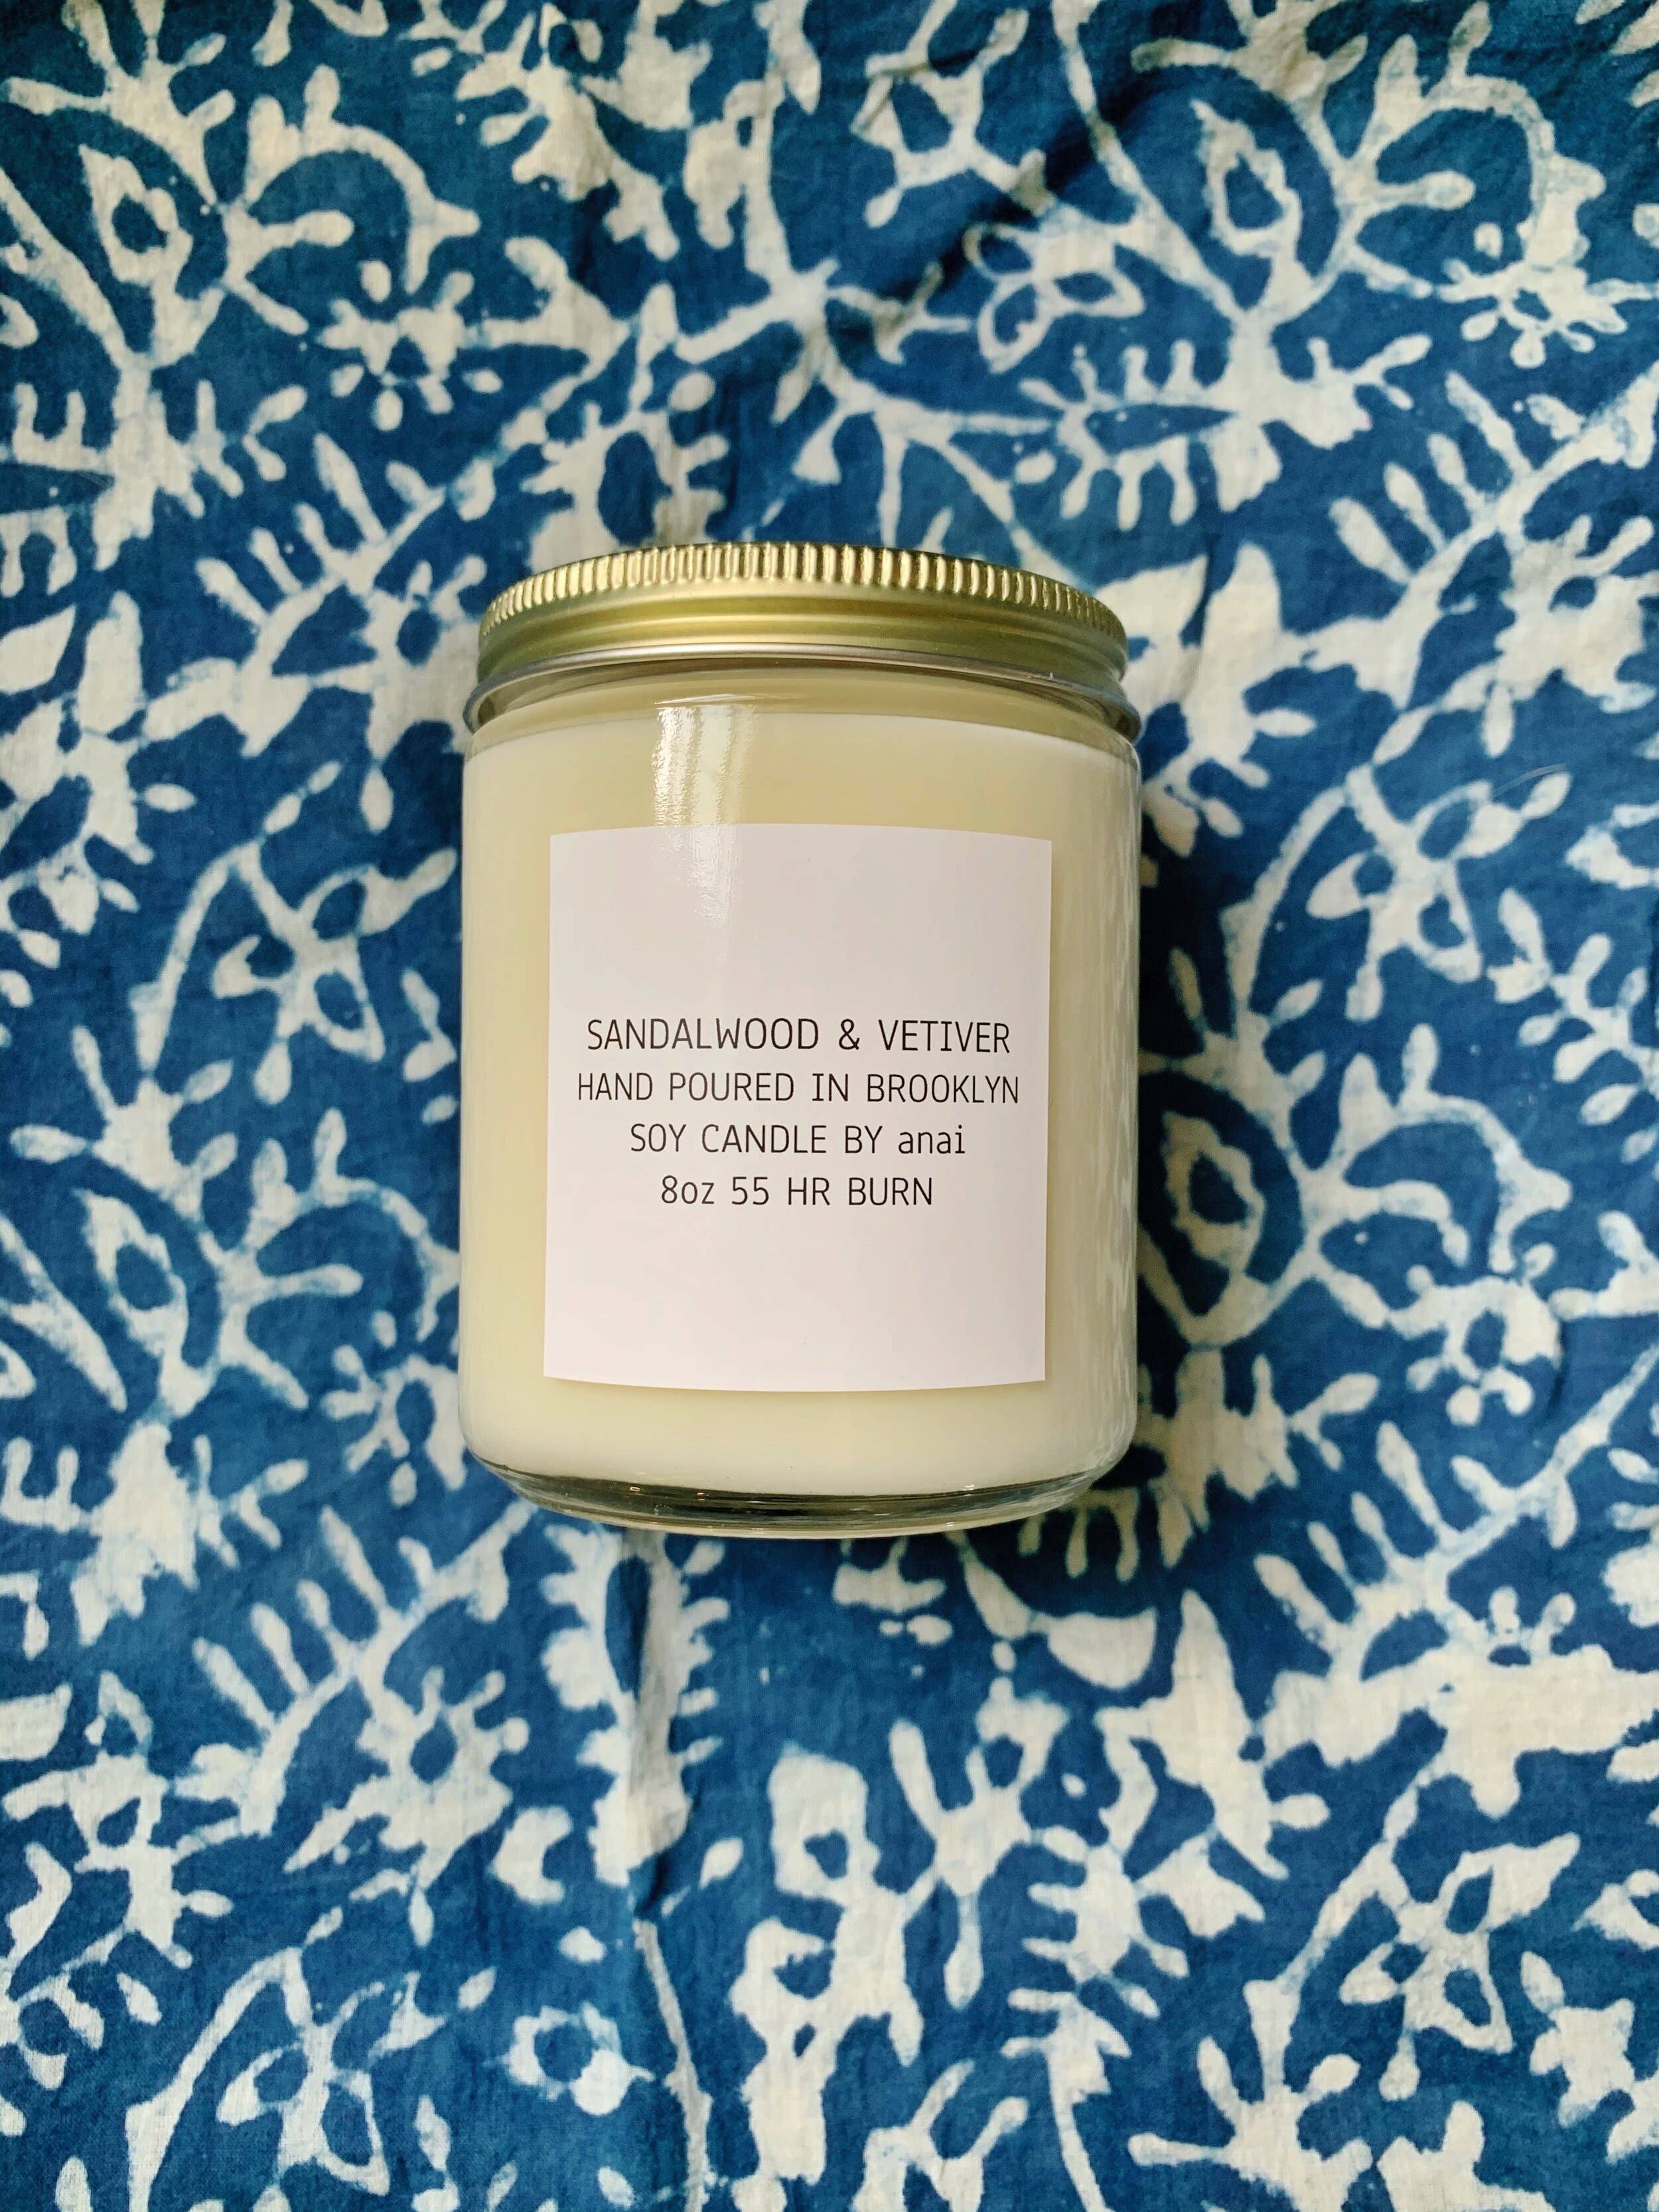 SANDALWOOD & VETIVER
HAND POURED IN BROOKLYN
SOY CANDLE BY anai
8oz 55 HR BURN